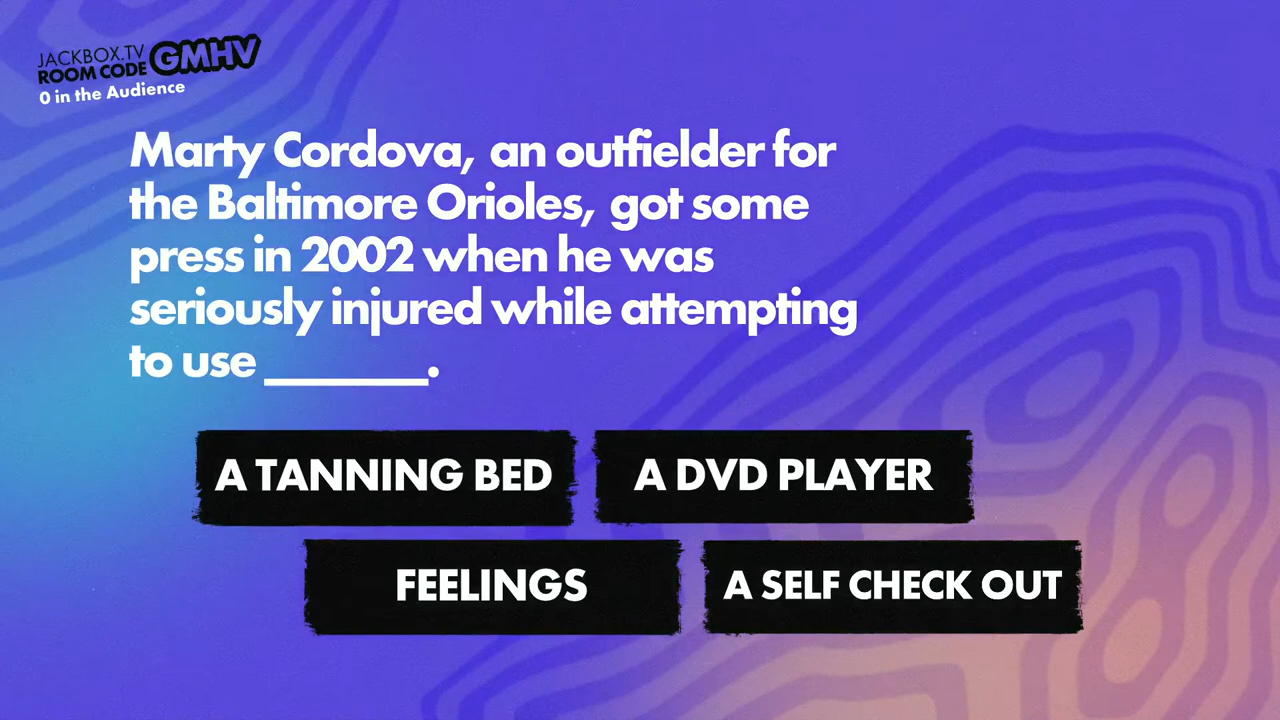 JACKBOX.TV
ROOM CODE GMHV
0 in the Audience
Marty Cordova, an outfielder for
the Baltimore Orioles, got some
press in 2002 when he was
seriously injured while attempting
to use ________.
A TANNING BED
A DVD PLAYER
FEELINGS
A SELF CHECK OUT